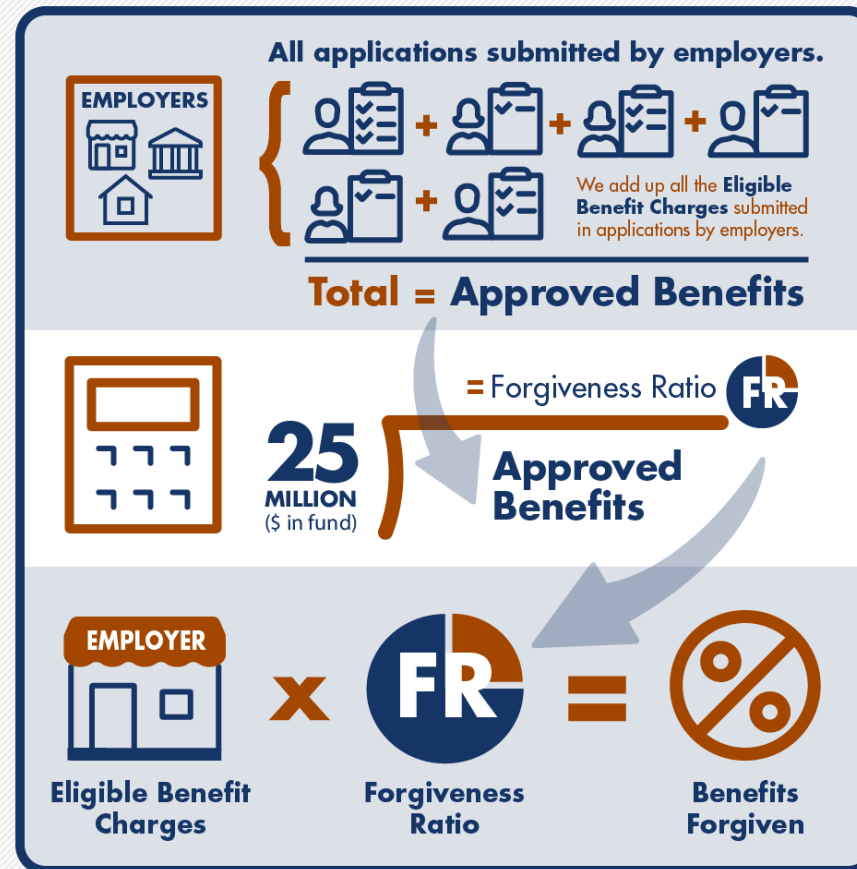 All applications submitted by employers.
EMPLOYERS
+ + +
+
We add up all the Eligible
Benefit Charges submitted
in applications by employers.
Total = Approved Benefits
= Forgiveness Ratio FR
25
MILLION
($ in fund)
Approved
Benefits
EMPLOYER
x FR = %
Eligible Benefit
Charges
Forgiveness
Ratio
Benefits
Forgiven